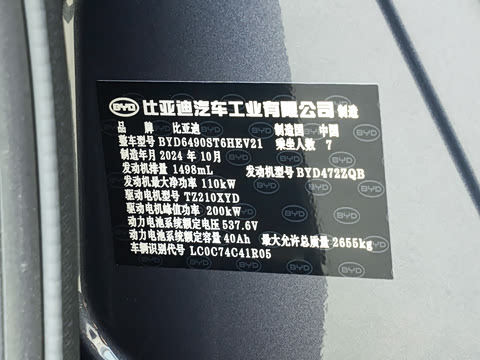 BYD 比亚迪汽车工业有限公司 制造
品 牌 比亚迪 制造国 中国
整车型号 BYD6490ST6HEV21 乘坐人数 7
制造年月 2024 年 10月
发动机排量 1498mL 发动机型号 BYD472ZQB
发动机最大净功率 110kW
驱动电机型号 TZ210XYD
驱动电机峰值功率 200kW
动力电池系统额定电压 537.6V
动力电池系统额定容量 40Ah 最大允许总质量 2655kg
车辆识别代号 LC0C74C41R05